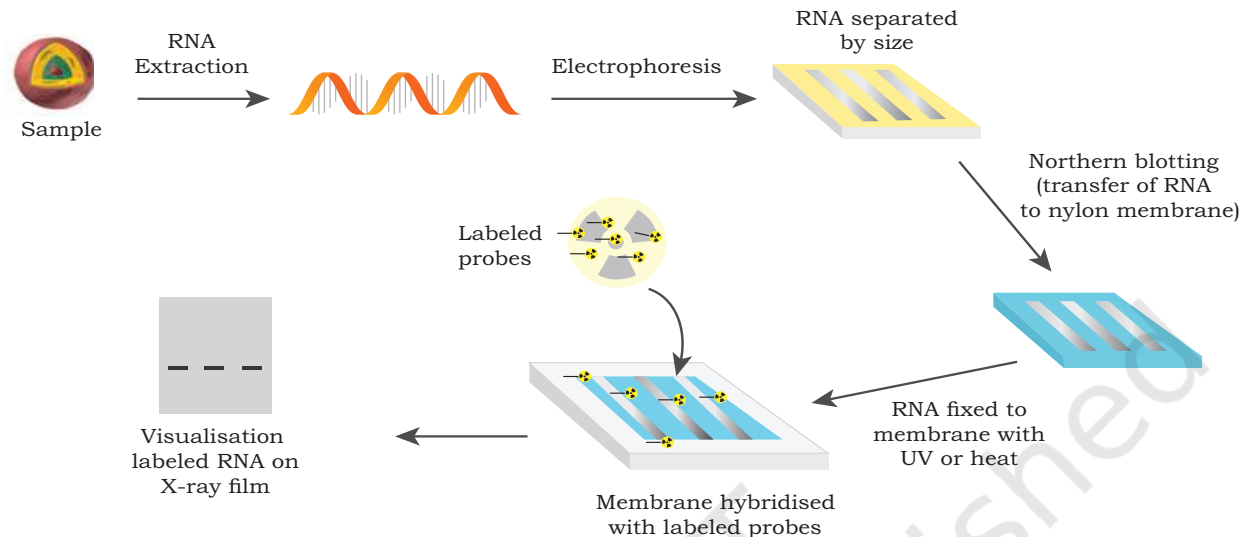 Sample
RNA
Extraction
Electrophoresis
RNA separated
by size
Northern blotting
(transfer of RNA
to nylon membrane)
RNA fixed to
membrane with
UV or heat
Labeled
probes
Membrane hybridised
with labeled probes
Visualisation
labeled RNA on
X-ray film